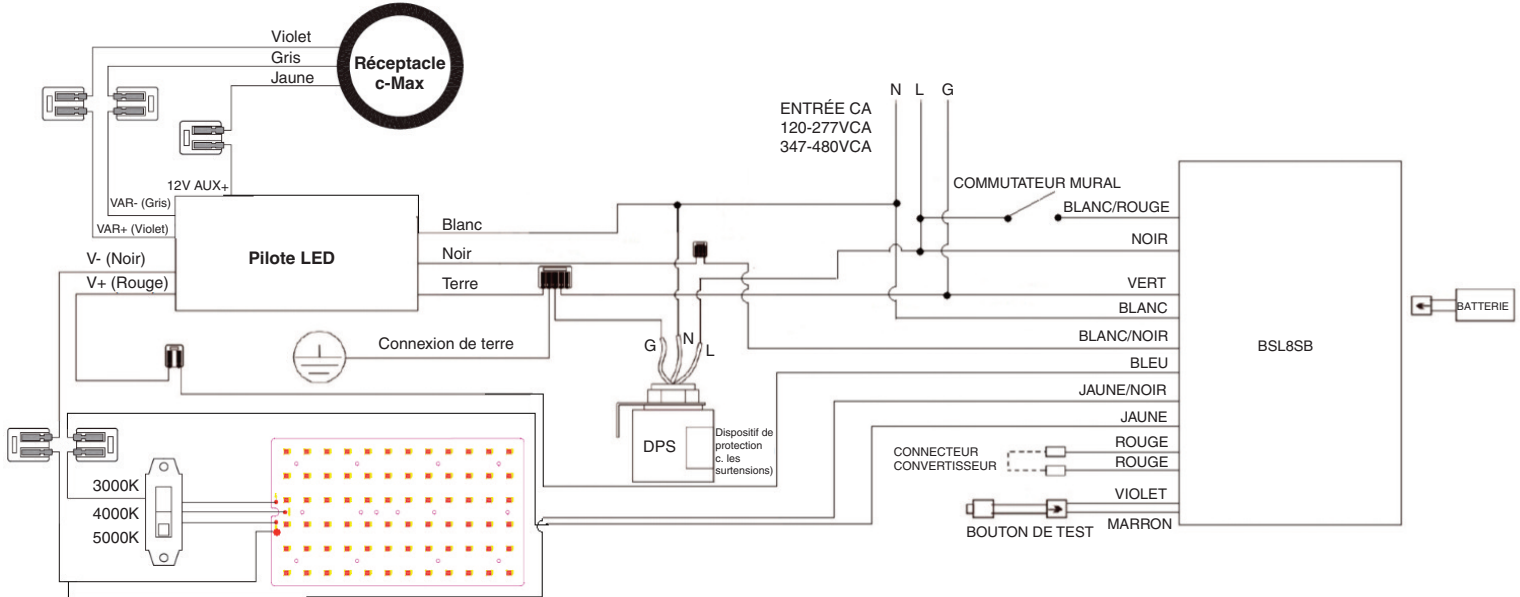 Violet
Gris
Jaune
Réceptacle
c-Max
12V AUX+
VAR- (Gris)
VAR+ (Violet)
V- (Noir)
V+ (Rouge)
Pilote LED
Blanc
Noir
Terre
Connexion de terre
N L G
ENTRÉE CA
120-277VCA
347-480VCA
COMMUTATEUR MURAL
BLANC/ROUGE
NOIR
VERT
BLANC
BLANC/NOIR
BLEU
JAUNE/NOIR
JAUNE
ROUGE
ROUGE
VIOLET
MARRON
CONNECTEUR
CONVERTISSEUR
BOUTON DE TEST
BSL8SB
BATTERIE
G N L
DPS
Dispositif de
protection
c. les
surtensions)
3000K
4000K
5000K